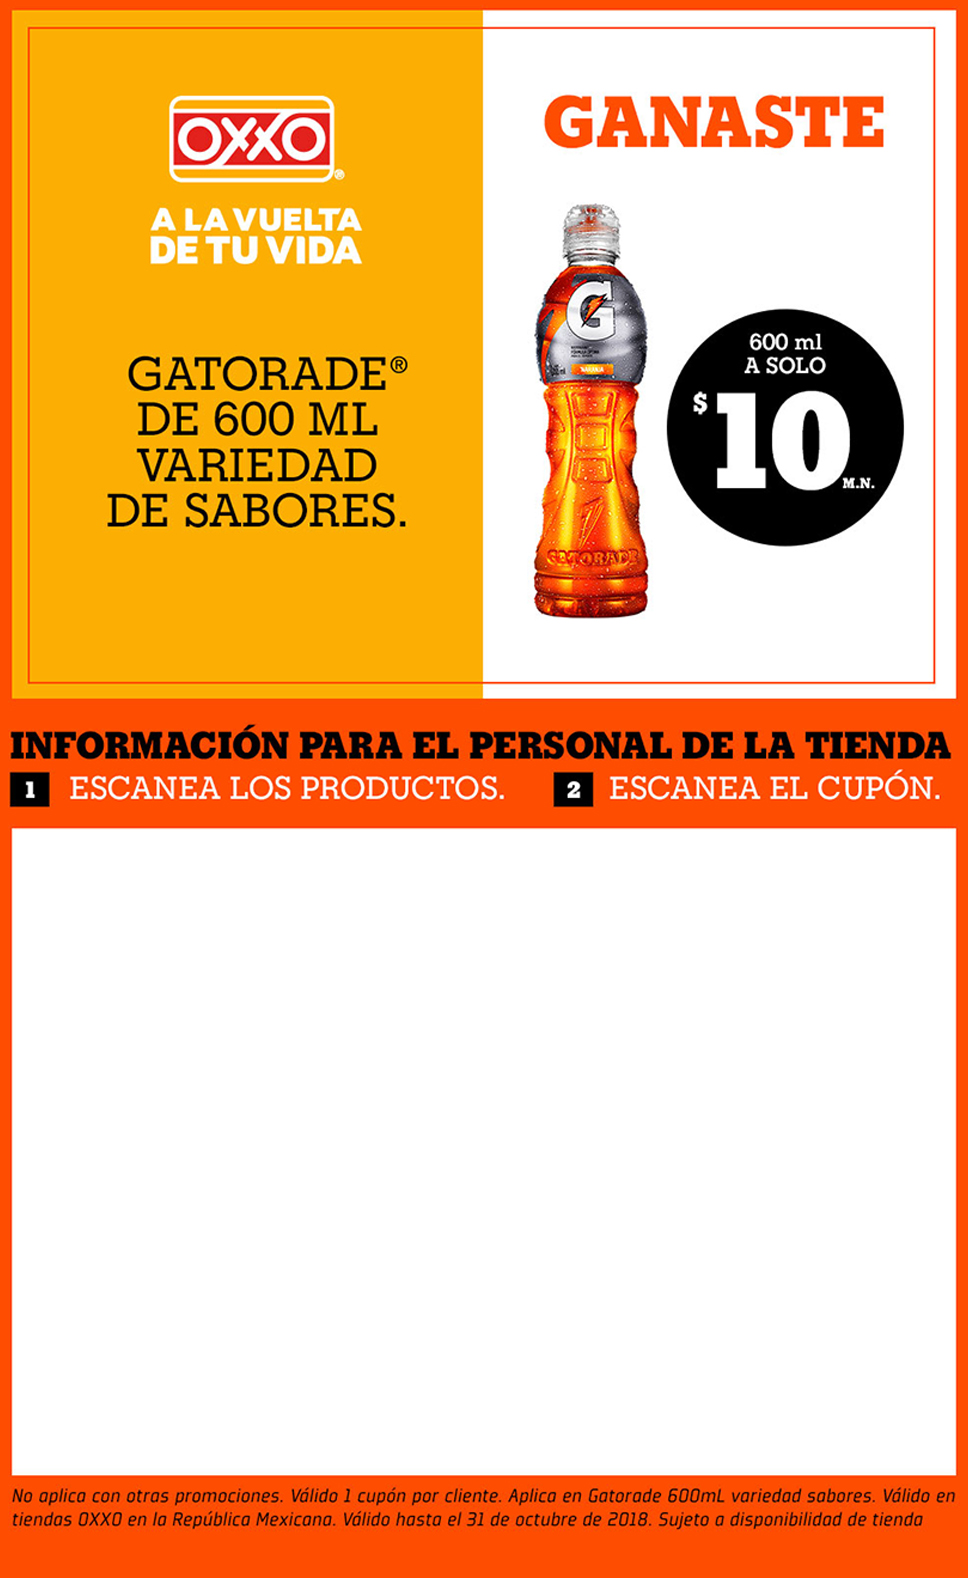 OXXO®
A LA VUELTA
DE TU VIDA
GATORADE®
DE 600 ML
VARIEDAD
DE SABORES.
GANASTE
G
NARANJA
GATORADE
600 ml
A SOLO
$10 M.N.
INFORMACIÓN PARA EL PERSONAL DE LA TIENDA
1 ESCANEA LOS PRODUCTOS. 2 ESCANEA EL CUPÓN.
No aplica con otras promociones. Válido 1 cupón por cliente. Aplica en Gatorade 600mL variedad sabores. Válido en
tiendas OXXO en la República Mexicana. Válido hasta el 31 de octubre de 2018. Sujeto a disponibilidad de tienda